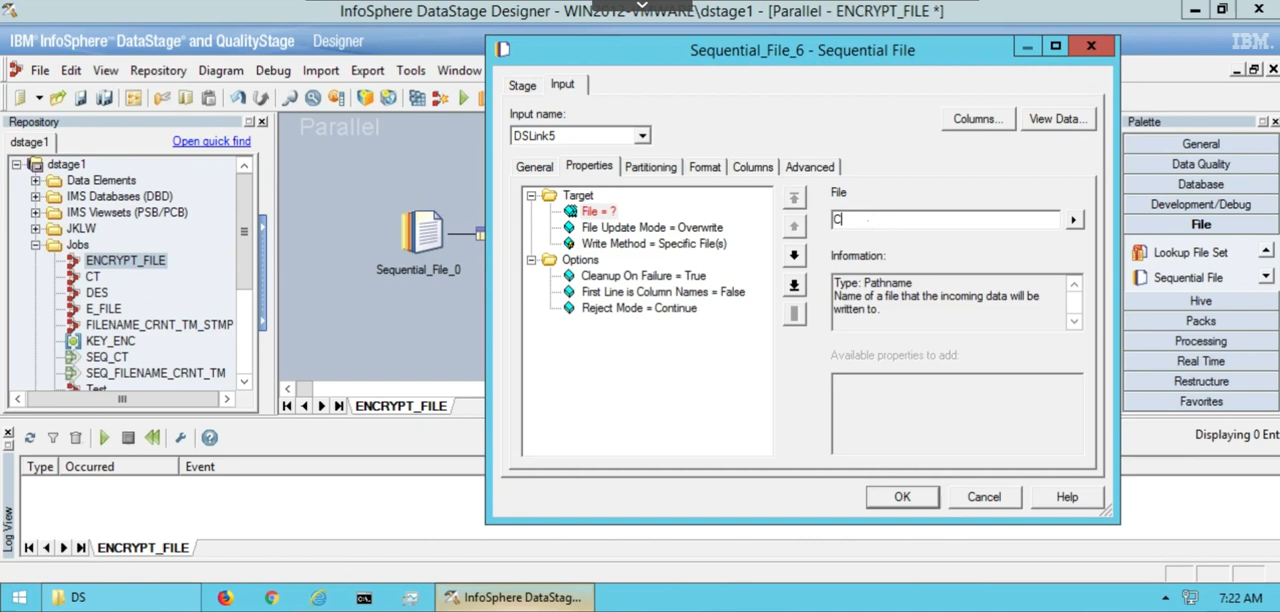 InfoSphere DataStage Designer - WIN2012-VMWARE\dstage1 - [Parallel - ENCRYPT_FILE *]
IBM® InfoSphere™ DataStage® and QualityStage Designer
IBM.
File Edit View Repository Diagram Debug Import Export Tools Window
Repository
dstage1
Open quick find
dstage1
Data Elements
IMS Databases (DBD)
IMS Viewsets (PSB/PCB)
JKLW
Jobs
ENCRYPT_FILE
CT
DES
E_FILE
FILENAME_CRNT_TM_STMP
KEY_ENC
SEQ_CT
SEQ_FILENAME_CRNT_TM
Test
Parallel
Sequential_File_0
ENCRYPT_FILE
Sequential_File_6 - Sequential File
Stage Input
Input name:
DSLink5
Columns... View Data...
General Properties Partitioning Format Columns Advanced
Target
File = ?
File Update Mode = Overwrite
Write Method = Specific File(s)
Options
Cleanup On Failure = True
First Line is Column Names = False
Reject Mode = Continue
File
C
Information:
Type: Pathname
Name of a file that the incoming data will be
written to.
Available properties to add:
OK Cancel Help
Palette
General
Data Quality
Database
Development/Debug
File
Lookup File Set
Sequential File
Hive
Packs
Processing
Real Time
Restructure
Favorites
Displaying 0 Ent
Type Occurred Event
Log View
ENCRYPT_FILE
DS
InfoSphere DataStag...
7:22 AM